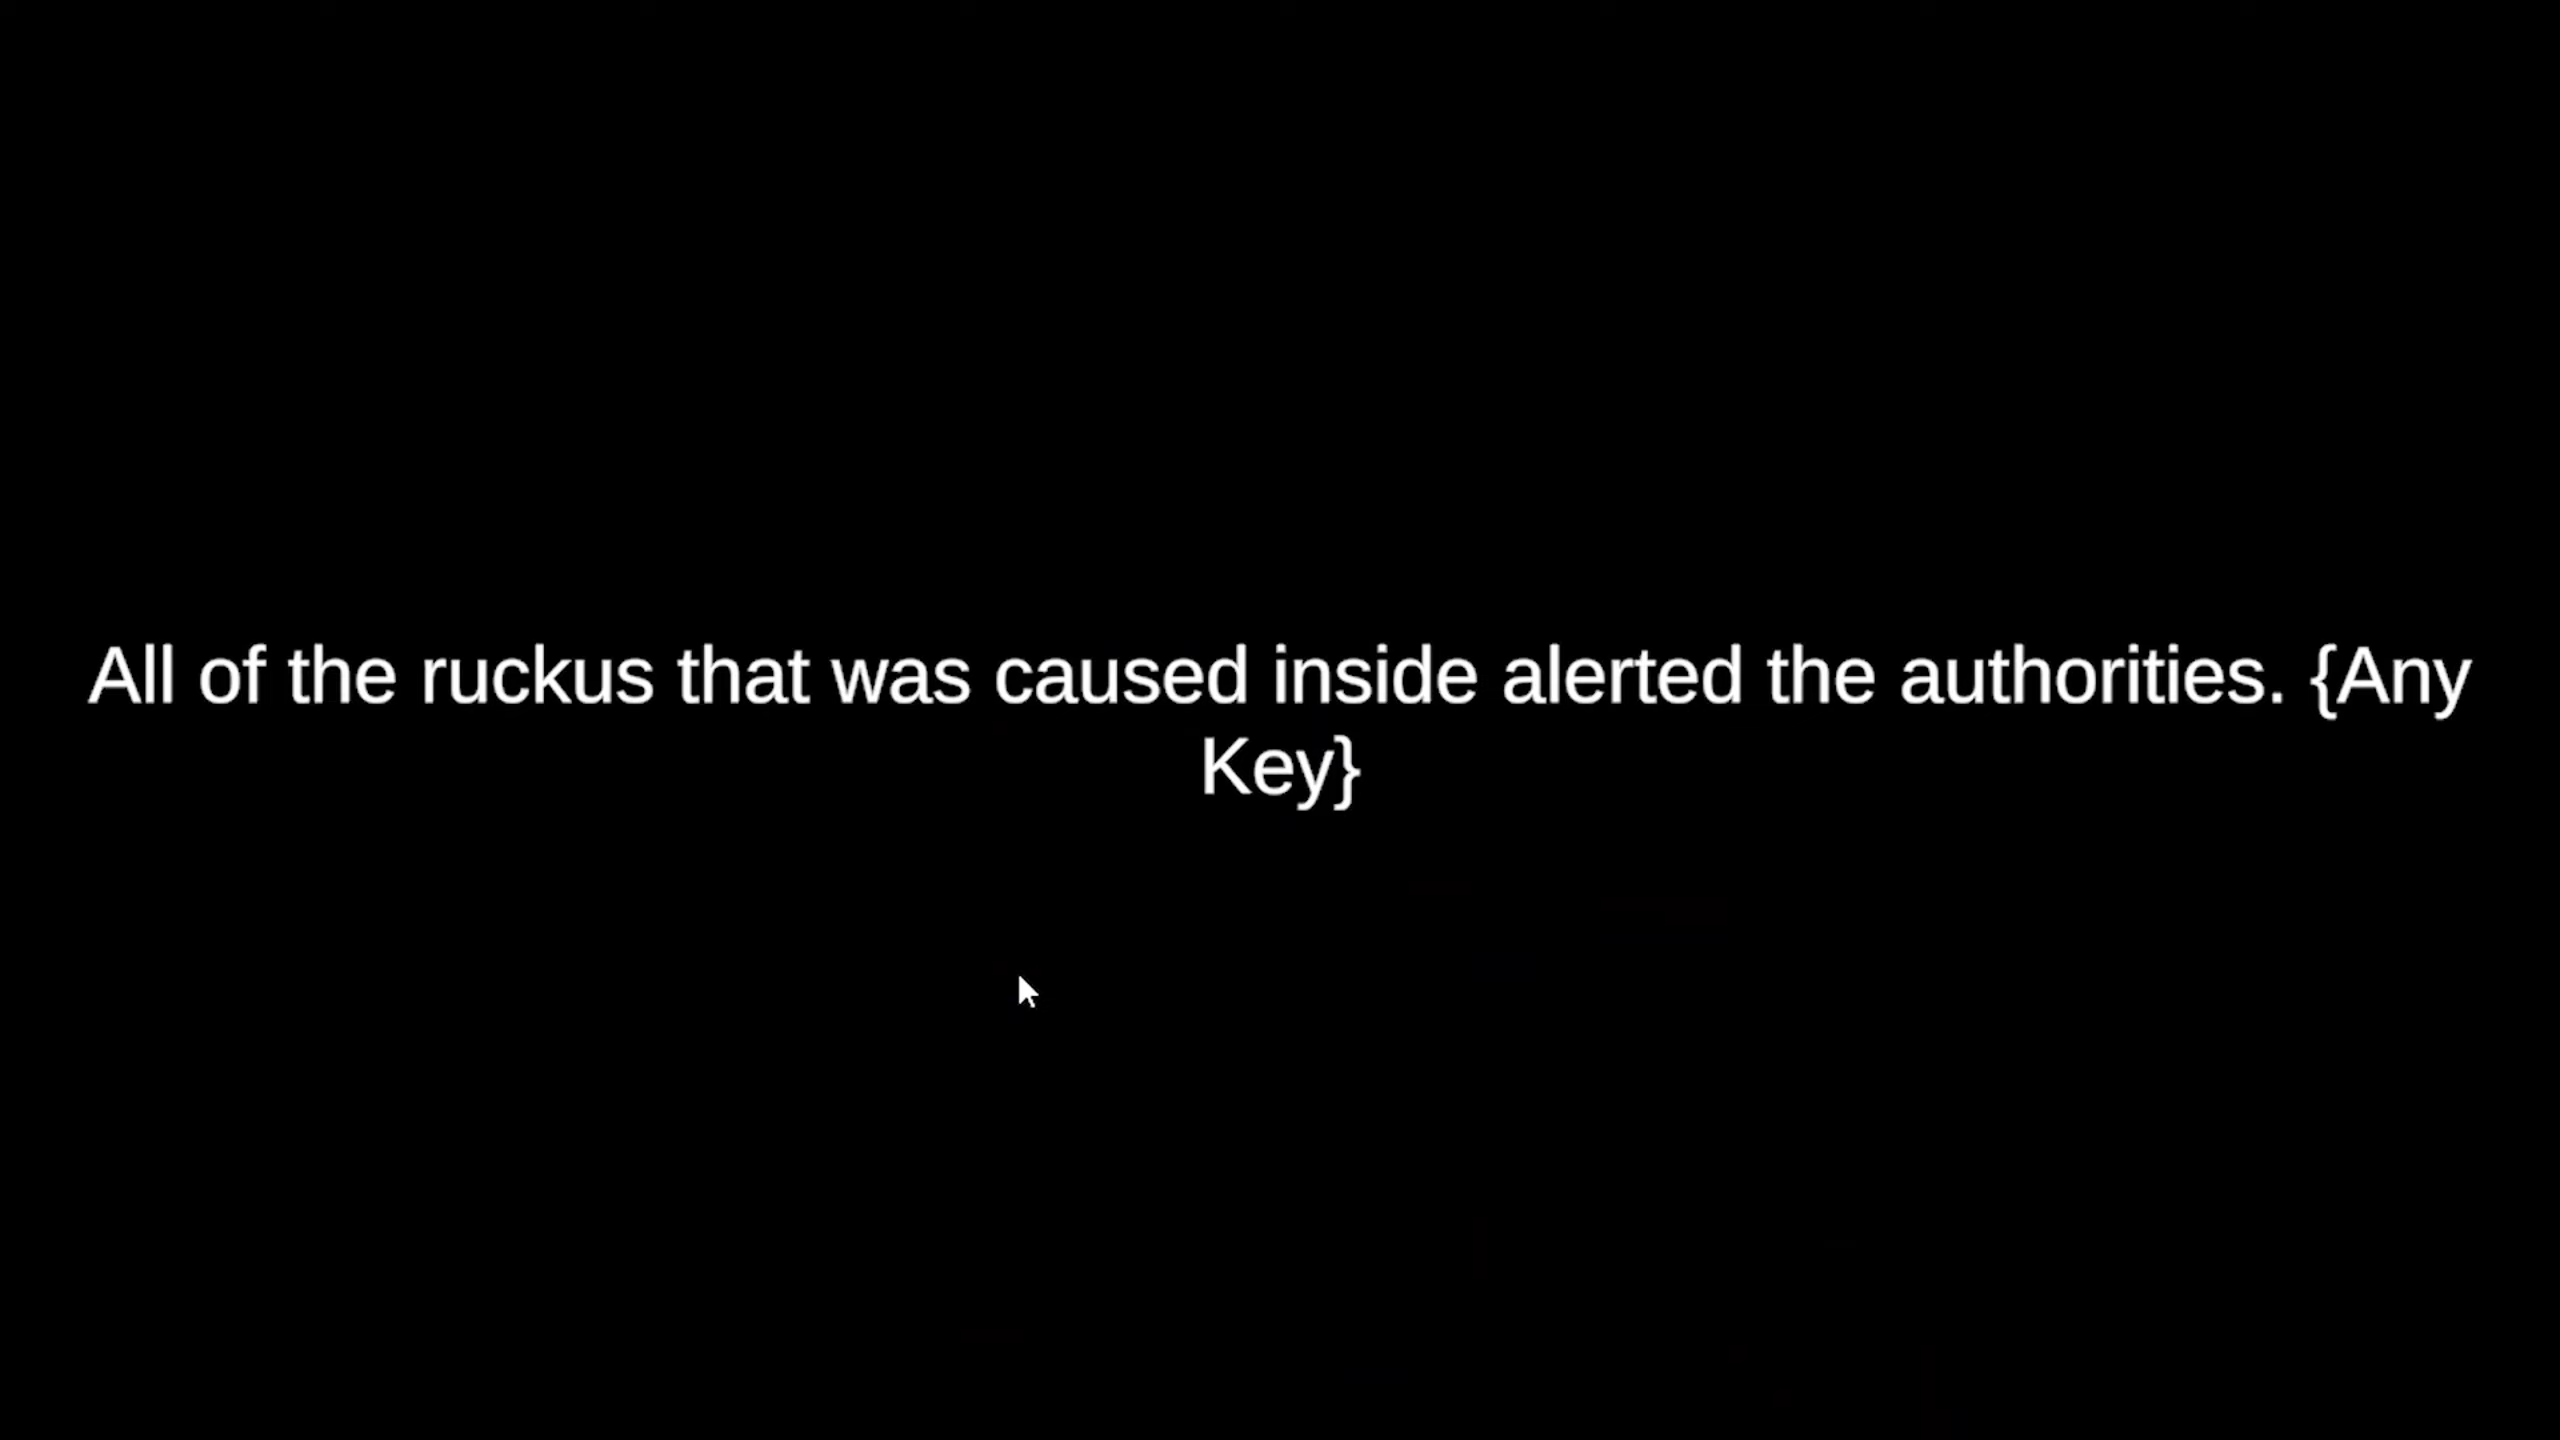 All of the ruckus that was caused inside alerted the authorities. {Any
Key}